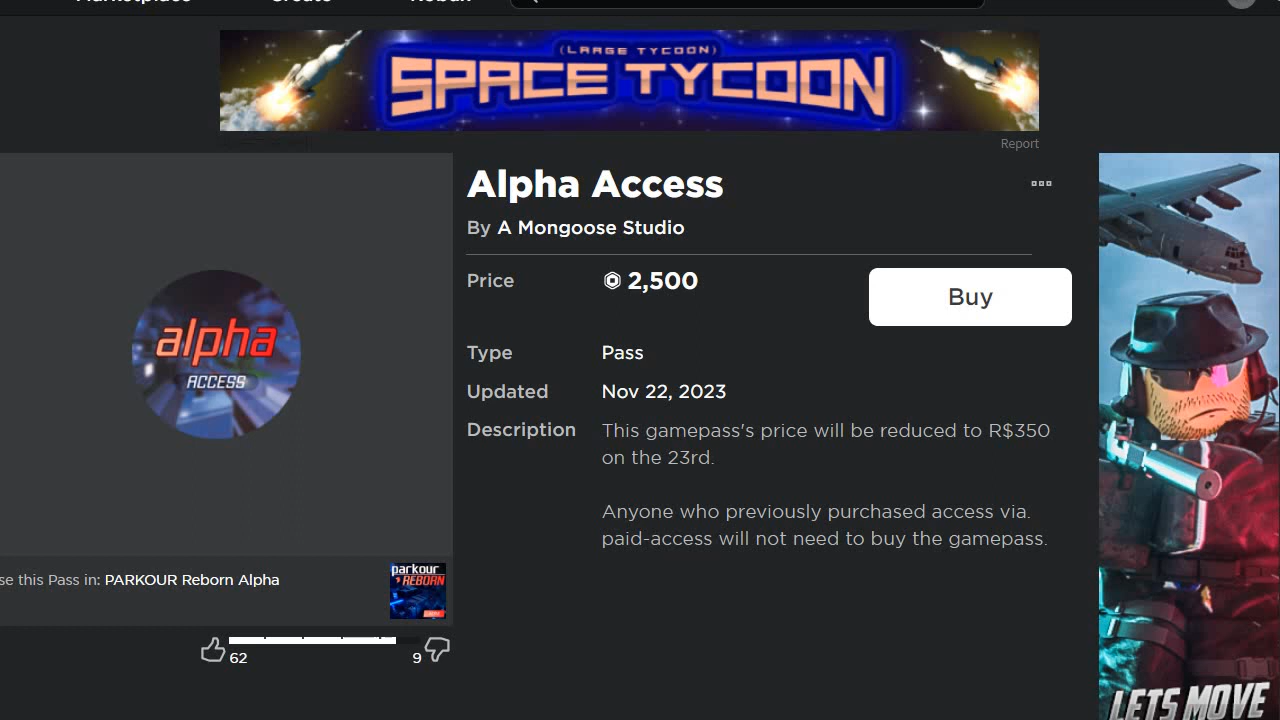 Marketplace Create Robux
(LARGE TYCOON)
SPACE TYCOON
Report
Alpha Access
By A Mongoose Studio
Price 2,500
Buy
Type Pass
Updated Nov 22, 2023
Description This gamepass's price will be reduced to R$350
on the 23rd.
Anyone who previously purchased access via.
paid-access will not need to buy the gamepass.
alpha
ACCESS
se this Pass in: PARKOUR Reborn Alpha
parkour
REBORN
62
9
LETS MOVE